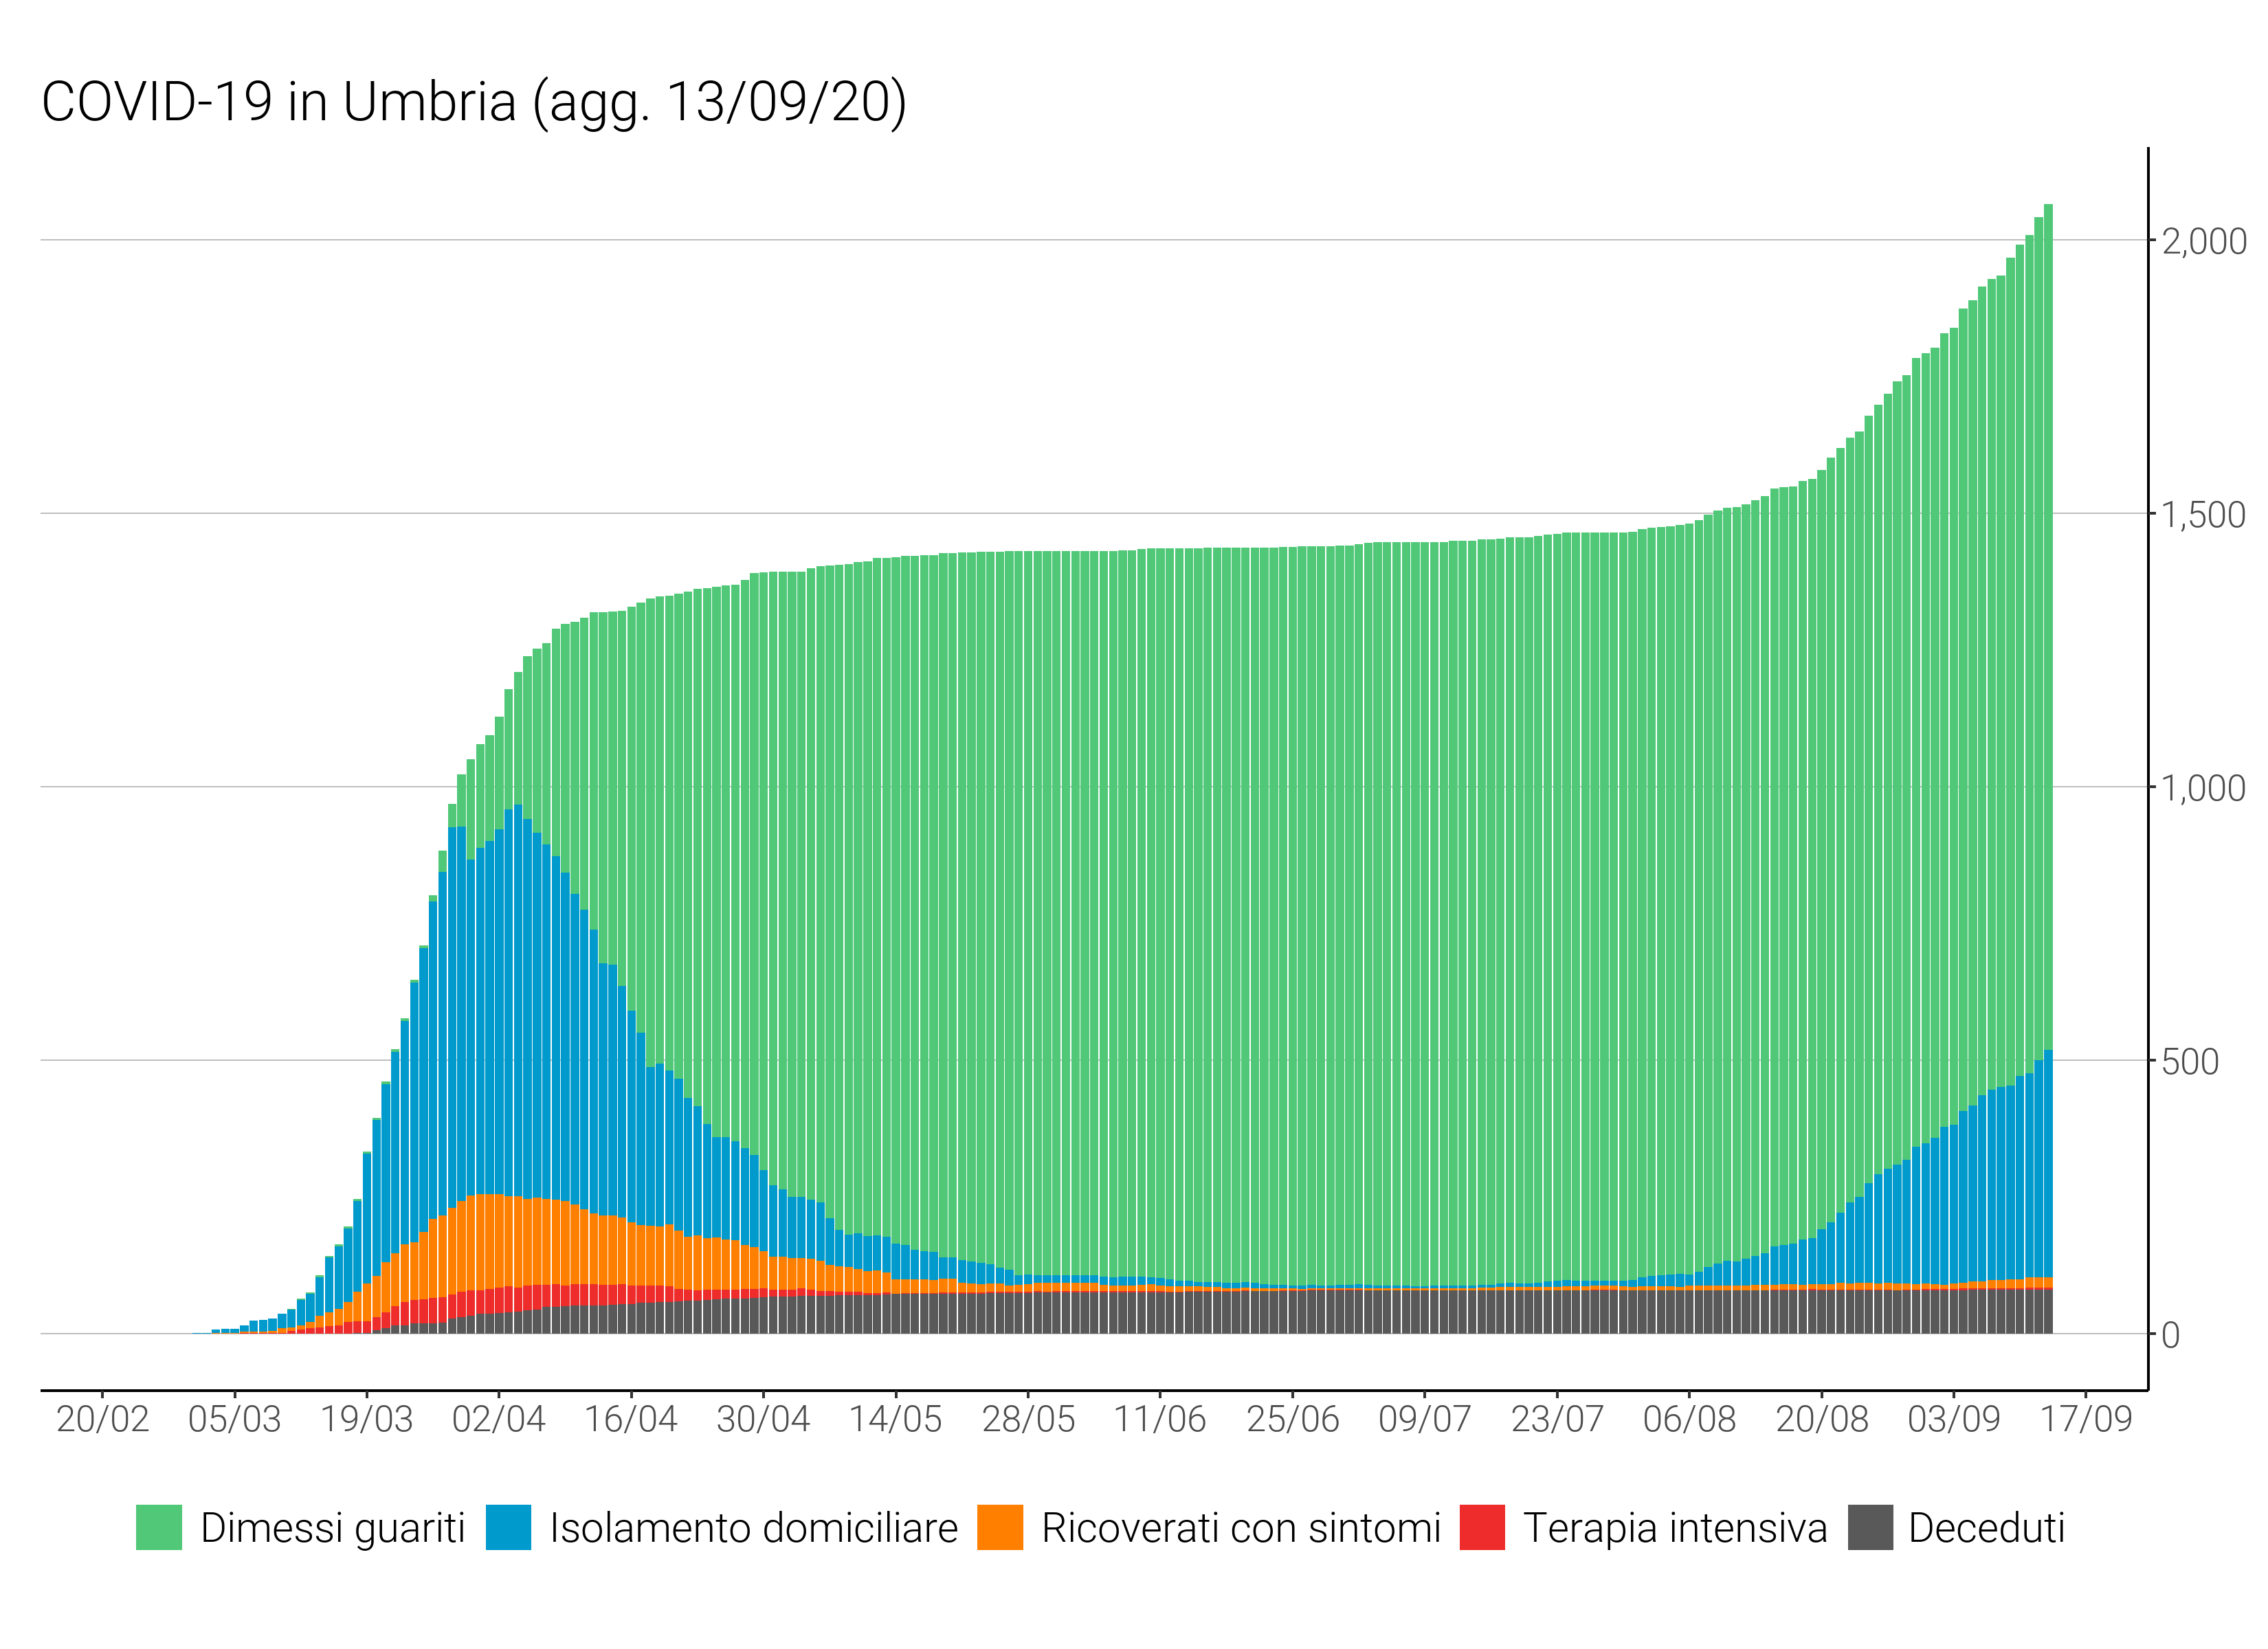 COVID-19 in Umbria (agg. 13/09/20)
2,000
1,500
1,000
500
0
20/02 05/03 19/03 02/04 16/04 30/04 14/05 28/05 11/06 25/06 09/07 23/07 06/08 20/08 03/09 17/09
Dimessi guariti Isolamento domiciliare Ricoverati con sintomi Terapia intensiva Deceduti